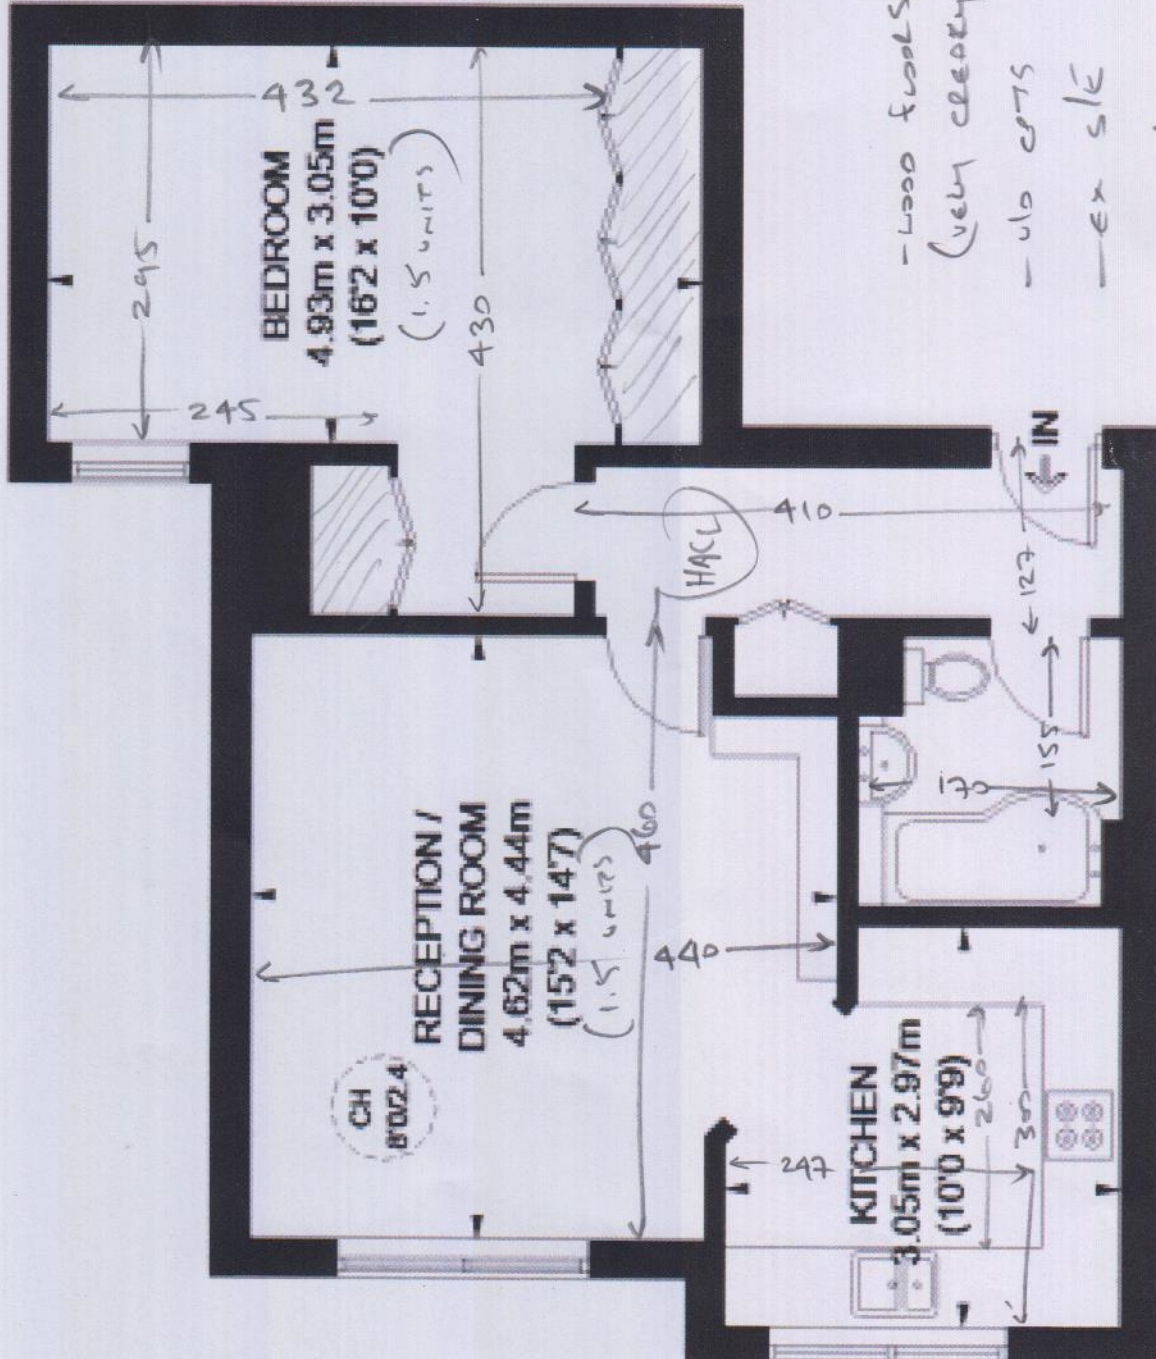 BEDROOM
4.93m x 3.05m
(16'2 x 10'0)
(1.5 UNITS)
432
295
245
430
- WOOD FLOORS
(very creaky
- u/o cpts
- ex s/e
IN
HALL
410
127
RECEPTION /
DINING ROOM
4.62m x 4.44m
(15'2 x 14'7)
(1.5 UNITS)
460
440
CH
8'0/2.4
170
155
KITCHEN
3.05m x 2.97m
(10'0 x 9'9)
247
260
300